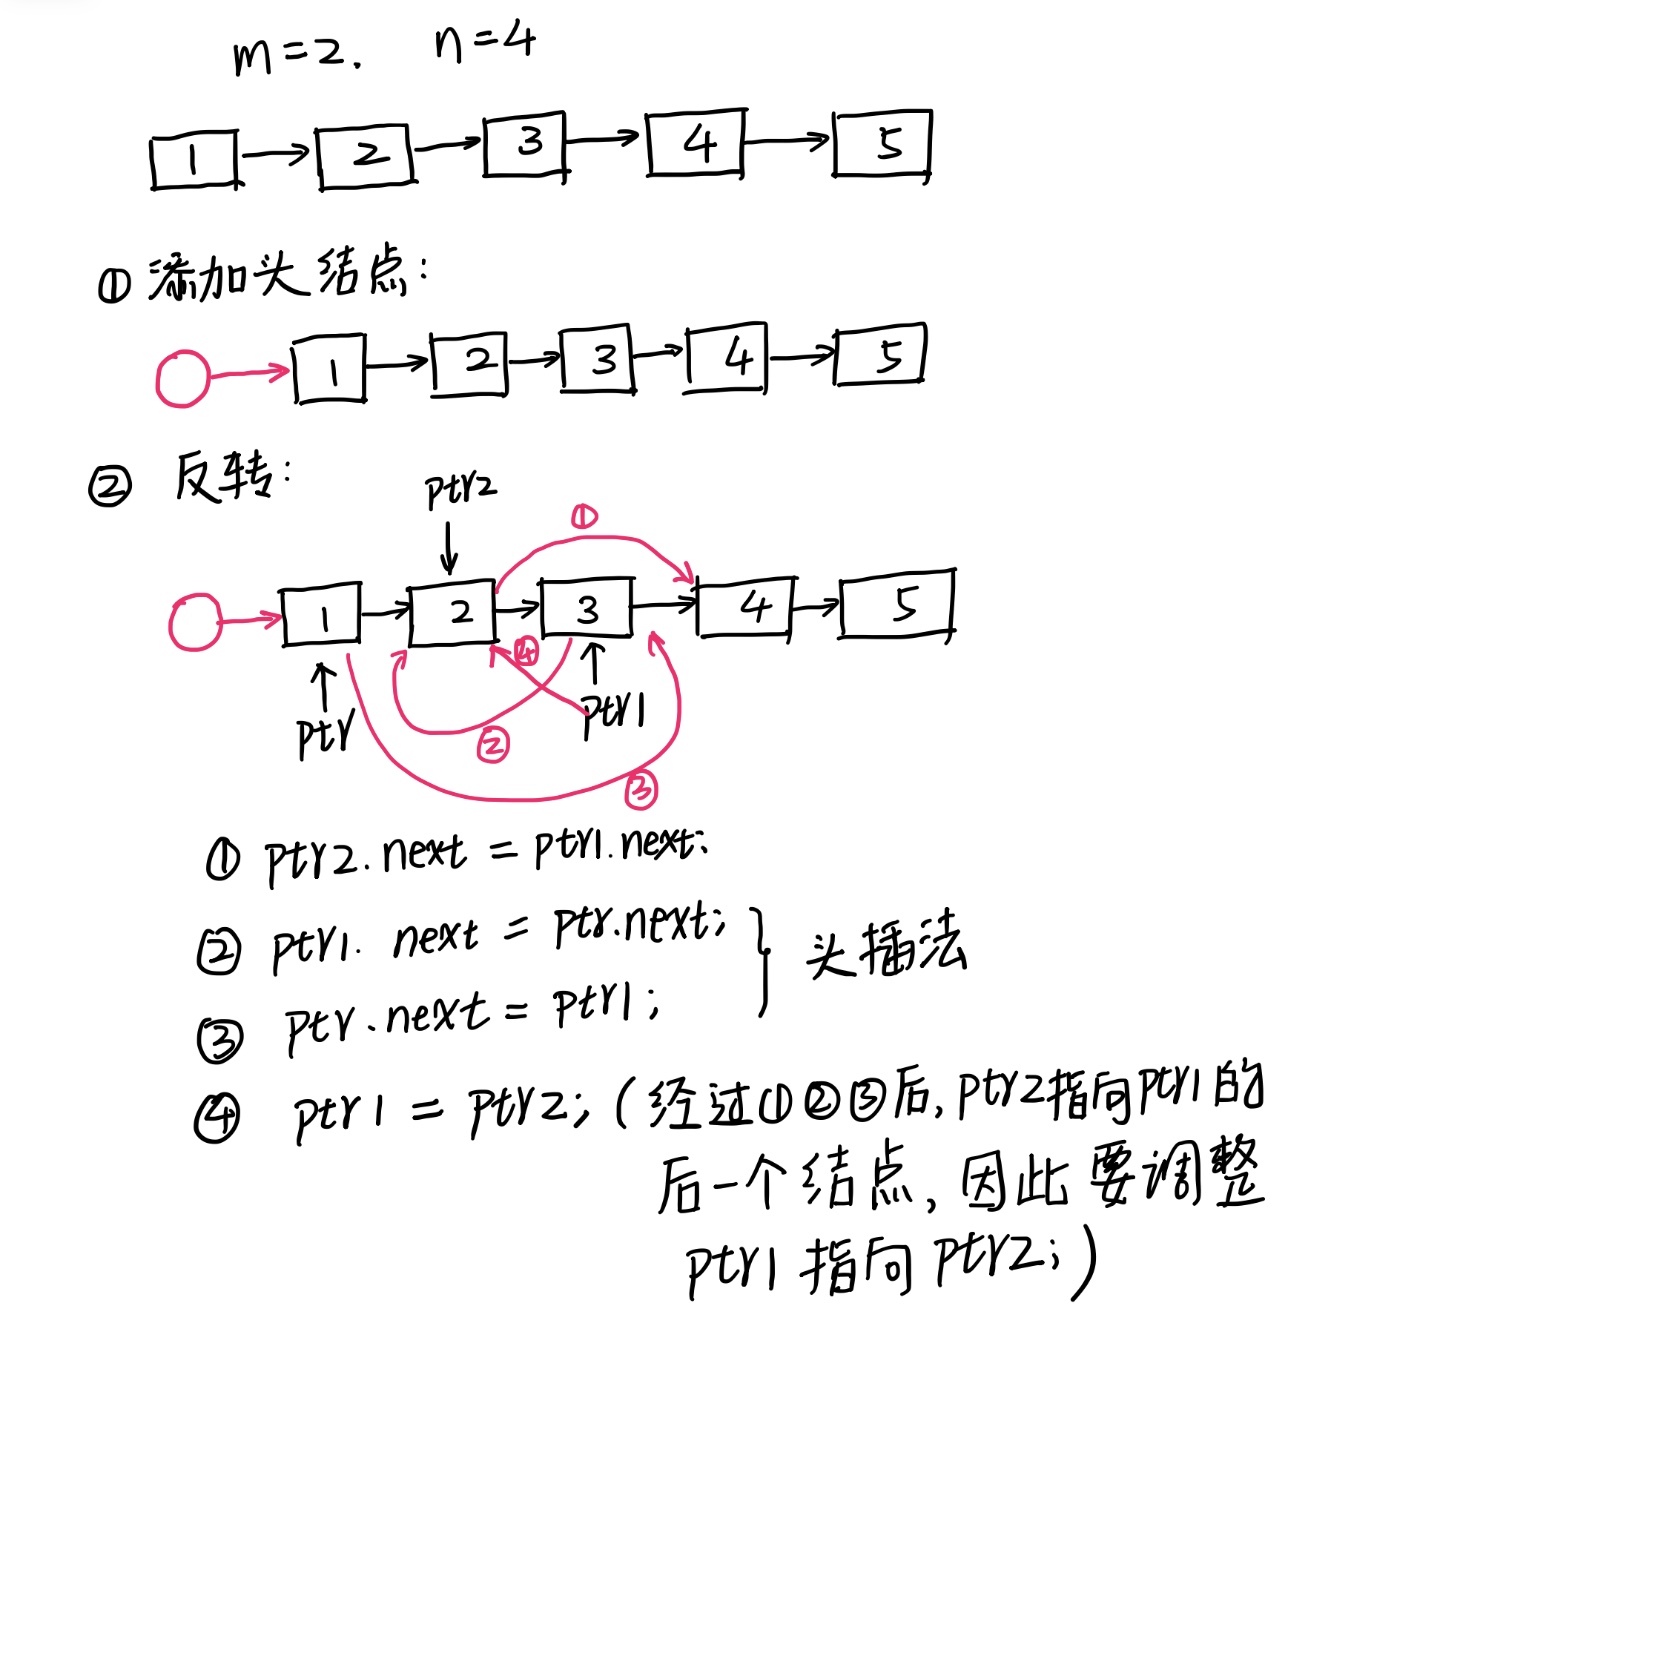 m=2. n=4
1 2 3 4 5
① 添加头结点:
1 2 3 4 5
② 反转:
ptr2
①
1 2 3 4 5
④
ptr ptr1
②
③
① ptr2.next = ptr1.next;
② ptr1.next = ptr.next; } 头插法
③ ptr.next = ptr1;
④ ptr1 = ptr2; (经过①②③后, ptr2指向ptr1的
后一个结点, 因此要调整
ptr1指向ptr2;)